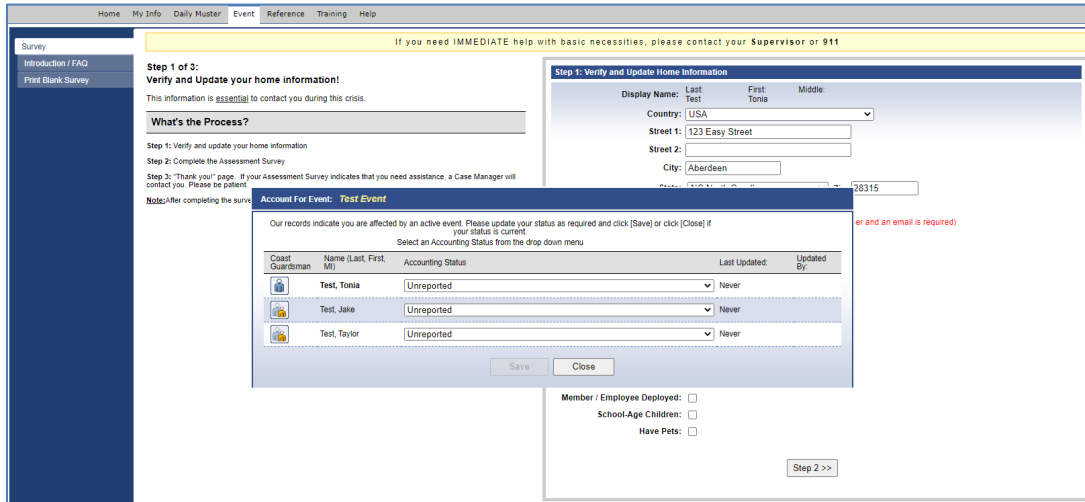 Home My Info Daily Muster Event Reference Training Help
Survey
Introduction / FAQ
Print Blank Survey
If you need IMMEDIATE help with basic necessities, please contact your Supervisor or 911
Step 1 of 3:
Verify and Update your home information!
This information is essential to contact you during this crisis.
What's the Process?
Step 1: Verify and update your home information
Step 2: Complete the Assessment Survey
Step 3: "Thank you!" page. If your Assessment Survey indicates that you need assistance, a Case Manager will
contact you. Please be patient.
Note:After completing the surve
Step 1: Verify and Update Home Information
Display Name: Last: First: Middle:
Test Tonia
Country: USA
Street 1: 123 Easy Street
Street 2:
City: Aberdeen
28315
er and an email is required)
Account For Event: Test Event
Our records indicate you are affected by an active event. Please update your status as required and click [Save] or click [Close] if
your status is current.
Select an Accounting Status from the drop down menu
Coast Guardsman Name (Last, First, MI) Accounting Status Last Updated: Updated By:
Test, Tonia Unreported Never
Test, Jake Unreported Never
Test, Taylor Unreported Never
Save Close
Member / Employee Deployed:
School-Age Children:
Have Pets:
Step 2 >>